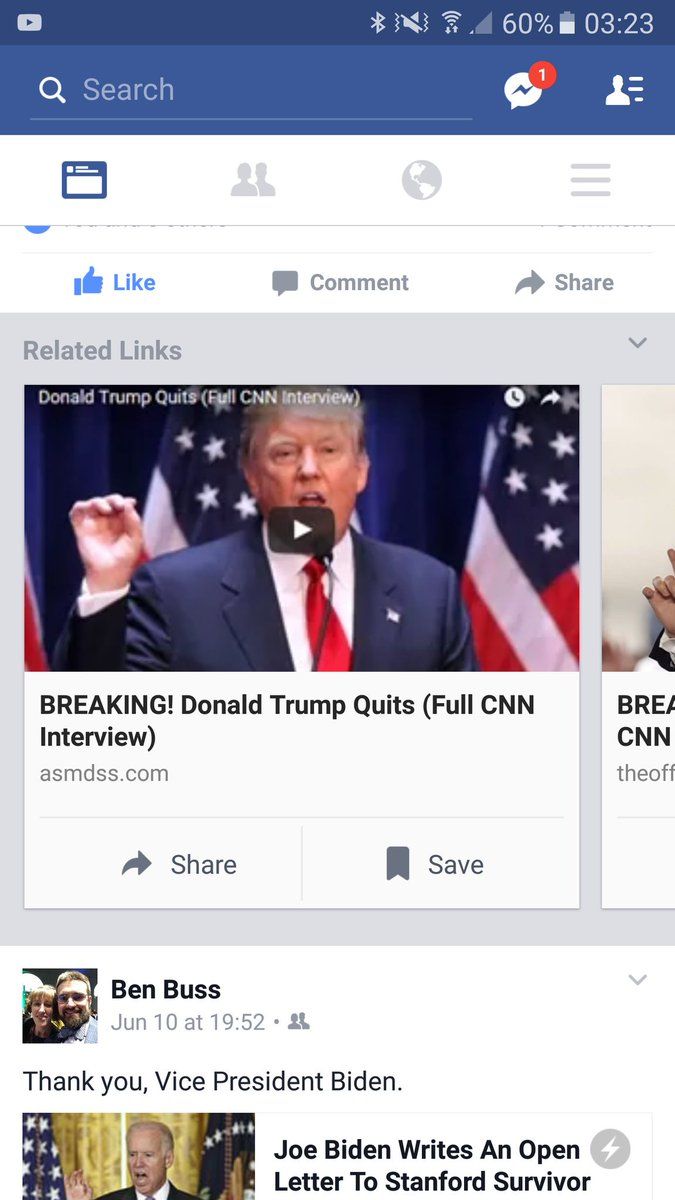 60% 03:23
Search
1
Like Comment Share
Related Links
Donald Trump Quits (Full CNN Interview)
BREAKING! Donald Trump Quits (Full CNN
Interview)
asmdss.com
Share Save
BREA
CNN
theoff
Ben Buss
Jun 10 at 19:52 •
Thank you, Vice President Biden.
Joe Biden Writes An Open
Letter To Stanford Survivor